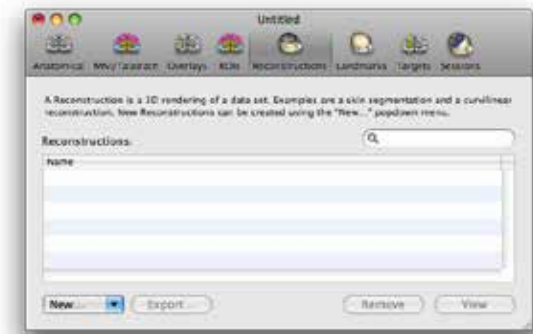 Untitled
Anatomical MNI/Talairach Overlays ROIs Reconstructions Landmarks Targets Sessions
A Reconstruction is a 3D rendering of a data set. Examples are a skin segmentation and a curvilinear
reconstruction. New Reconstructions can be created using the "New..." popdown menu.
Reconstructions:
Name
New... Export... Remove View